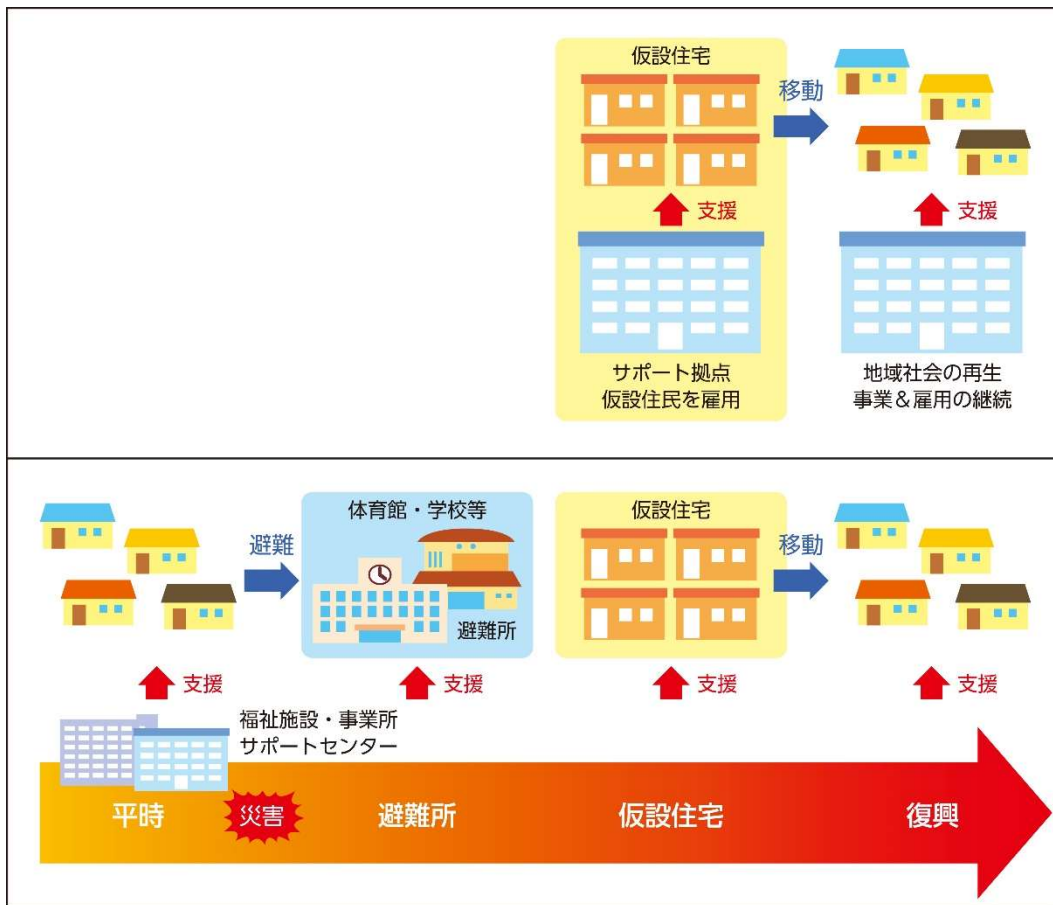 仮設住宅
移動
支援
支援
サポート拠点
仮設住民を雇用
地域社会の再生
事業＆雇用の継続
体育館・学校等
避難
避難所
仮設住宅
移動
支援
支援
支援
支援
福祉施設・事業所
サポートセンター
平時
災害
避難所
仮設住宅
復興